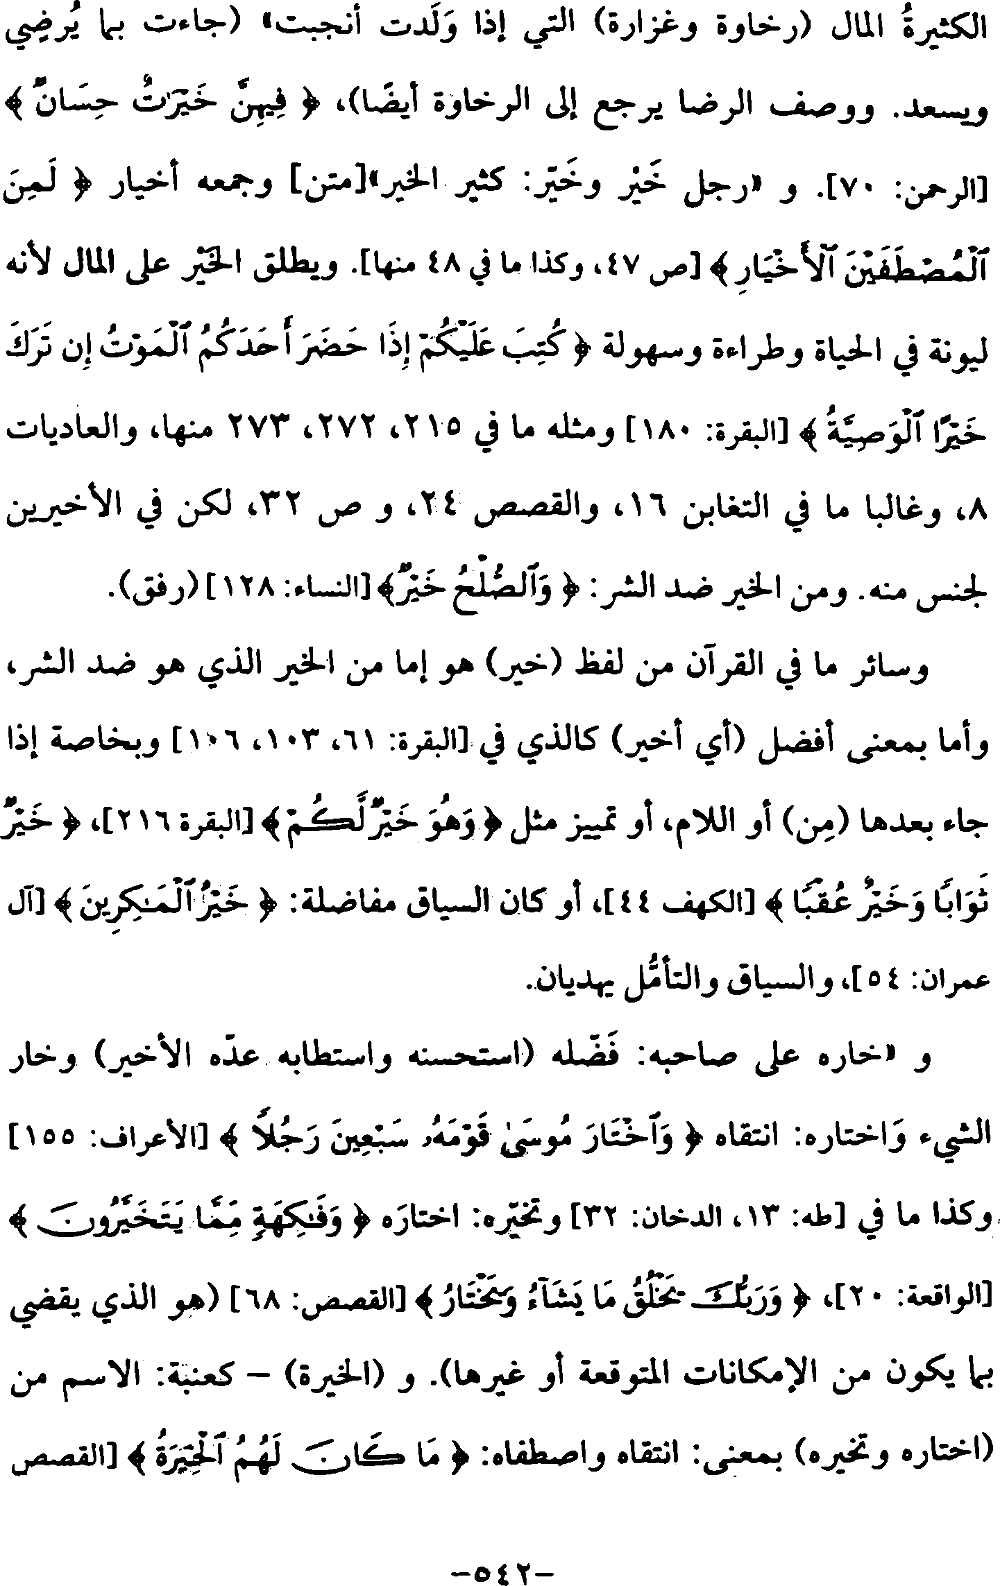 الكثيرةُ المال (رخاوة وغزارة) التي إذا وَلَدت أنجبت» (جاءت بما يُرضِي
ويسعد. ووصف الرضا يرجع إلى الرخاوة أيضًا)، ﴿ فِيهِنَّ خَيْرَٰتٌ حِسَانٌ ﴾
[الرحمن: ٧٠]. و «رجل خَيْر وخَيّر: كثير الخير»[متن] وجمعه أخيار ﴿ لَمِنَ
ٱلْمُصْطَفَيْنَ ٱلْأَخْيَارِ ﴾ [ص ٤٧، وكذا ما في ٤٨ منها]. ويطلق الخَيْر على المال لأنه
ليونة في الحياة وطراءة وسهولة ﴿ كُتِبَ عَلَيْكُمْ إِذَا حَضَرَ أَحَدَكُمُ ٱلْمَوْتُ إِن تَرَكَ
خَيْرًا ٱلْوَصِيَّةُ ﴾ [البقرة: ١٨٠] ومثله ما في ٢١٥، ٢٧٢، ٢٧٣ منها، والعاديات
٨، وغالبا ما في التغابن ١٦، والقصص ٢٤، و ص ٣٢، لكن في الأخيرين
لجنس منه. ومن الخير ضد الشر: ﴿ وَٱلصُّلْحُ خَيْرٌ﴾ [النساء: ١٢٨] (رفق).
وسائر ما في القرآن من لفظ (خير) هو إما من الخير الذي هو ضد الشر،
وأما بمعنى أفضل (أي أخير) كالذي في [البقرة: ٦١، ١٠٣، ١٠٦] وبخاصة إذا
جاء بعدها (مِن) أو اللام، أو تمييز مثل ﴿ وَهُوَ خَيْرٌ لَّكُمْ ﴾ [البقرة ٢١٦]، ﴿ خَيْرٌ
ثَوَابًا وَخَيْرٌ عُقْبًا ﴾ [الكهف ٤٤]، أو كان السياق مفاضلة: ﴿ خَيْرُ ٱلْمَـٰكِرِينَ ﴾ [آل
عمران: ٥٤]، والسياق والتأمُّل يهديان.
و «خاره على صاحبه: فَضّله (استحسنه واستطابه عدّه الأخير) وخار
الشيء وَاختاره: انتقاه ﴿ وَٱخْتَارَ مُوسَىٰ قَوْمَهُۥ سَبْعِينَ رَجُلًا ﴾ [الأعراف: ١٥٥]
وكذا ما في [طه: ١٣، الدخان: ٣٢] وتخيّره: اختارَه ﴿ وَفَـٰكِهَةٍ مِّمَّا يَتَخَيَّرُونَ ﴾
[الواقعة: ٢٠]، ﴿ وَرَبُّكَ يَخْلُقُ مَا يَشَآءُ وَيَخْتَارُ ﴾ [القصص: ٦٨] (هو الذي يقضي
بما يكون من الإمكانات المتوقعة أو غيرها). و (الخيرة) – كعنبة: الاسم من
(اختاره وتخيره) بمعنى: انتقاه واصطفاه: ﴿ مَا كَانَ لَهُمُ ٱلْخِيَرَةُ ﴾ [القصص
-٥٤٢-